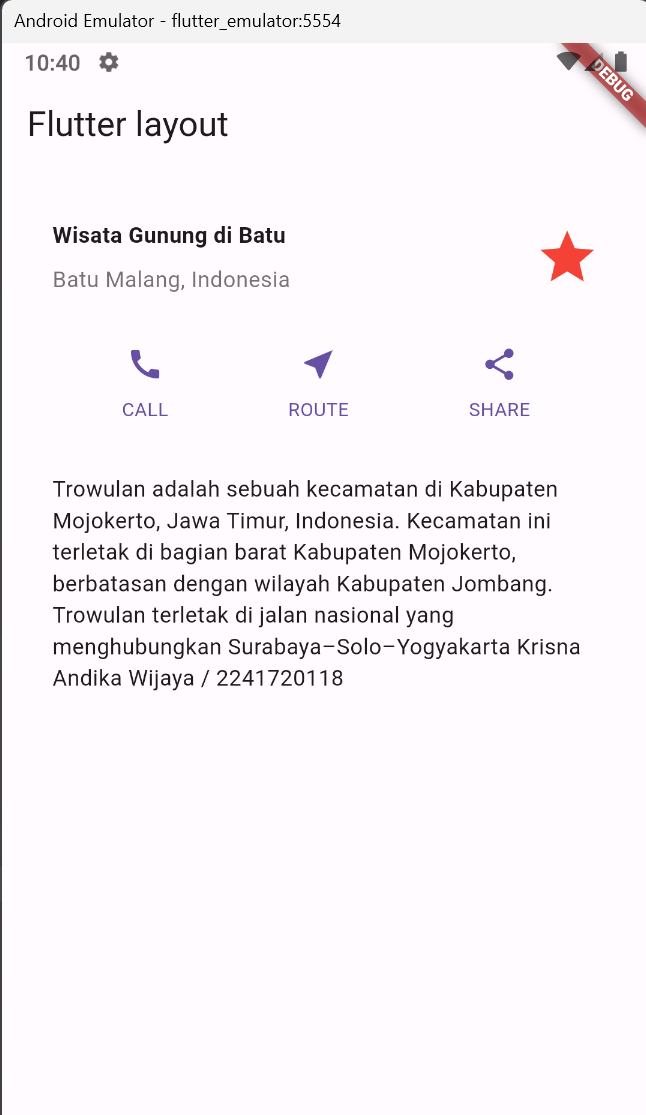 Android Emulator - flutter_emulator:5554
10:40
DEBUG
Flutter layout
Wisata Gunung di Batu
Batu Malang, Indonesia
CALL ROUTE SHARE
Trowulan adalah sebuah kecamatan di Kabupaten
Mojokerto, Jawa Timur, Indonesia. Kecamatan ini
terletak di bagian barat Kabupaten Mojokerto,
berbatasan dengan wilayah Kabupaten Jombang.
Trowulan terletak di jalan nasional yang
menghubungkan Surabaya–Solo–Yogyakarta Krisna
Andika Wijaya / 2241720118